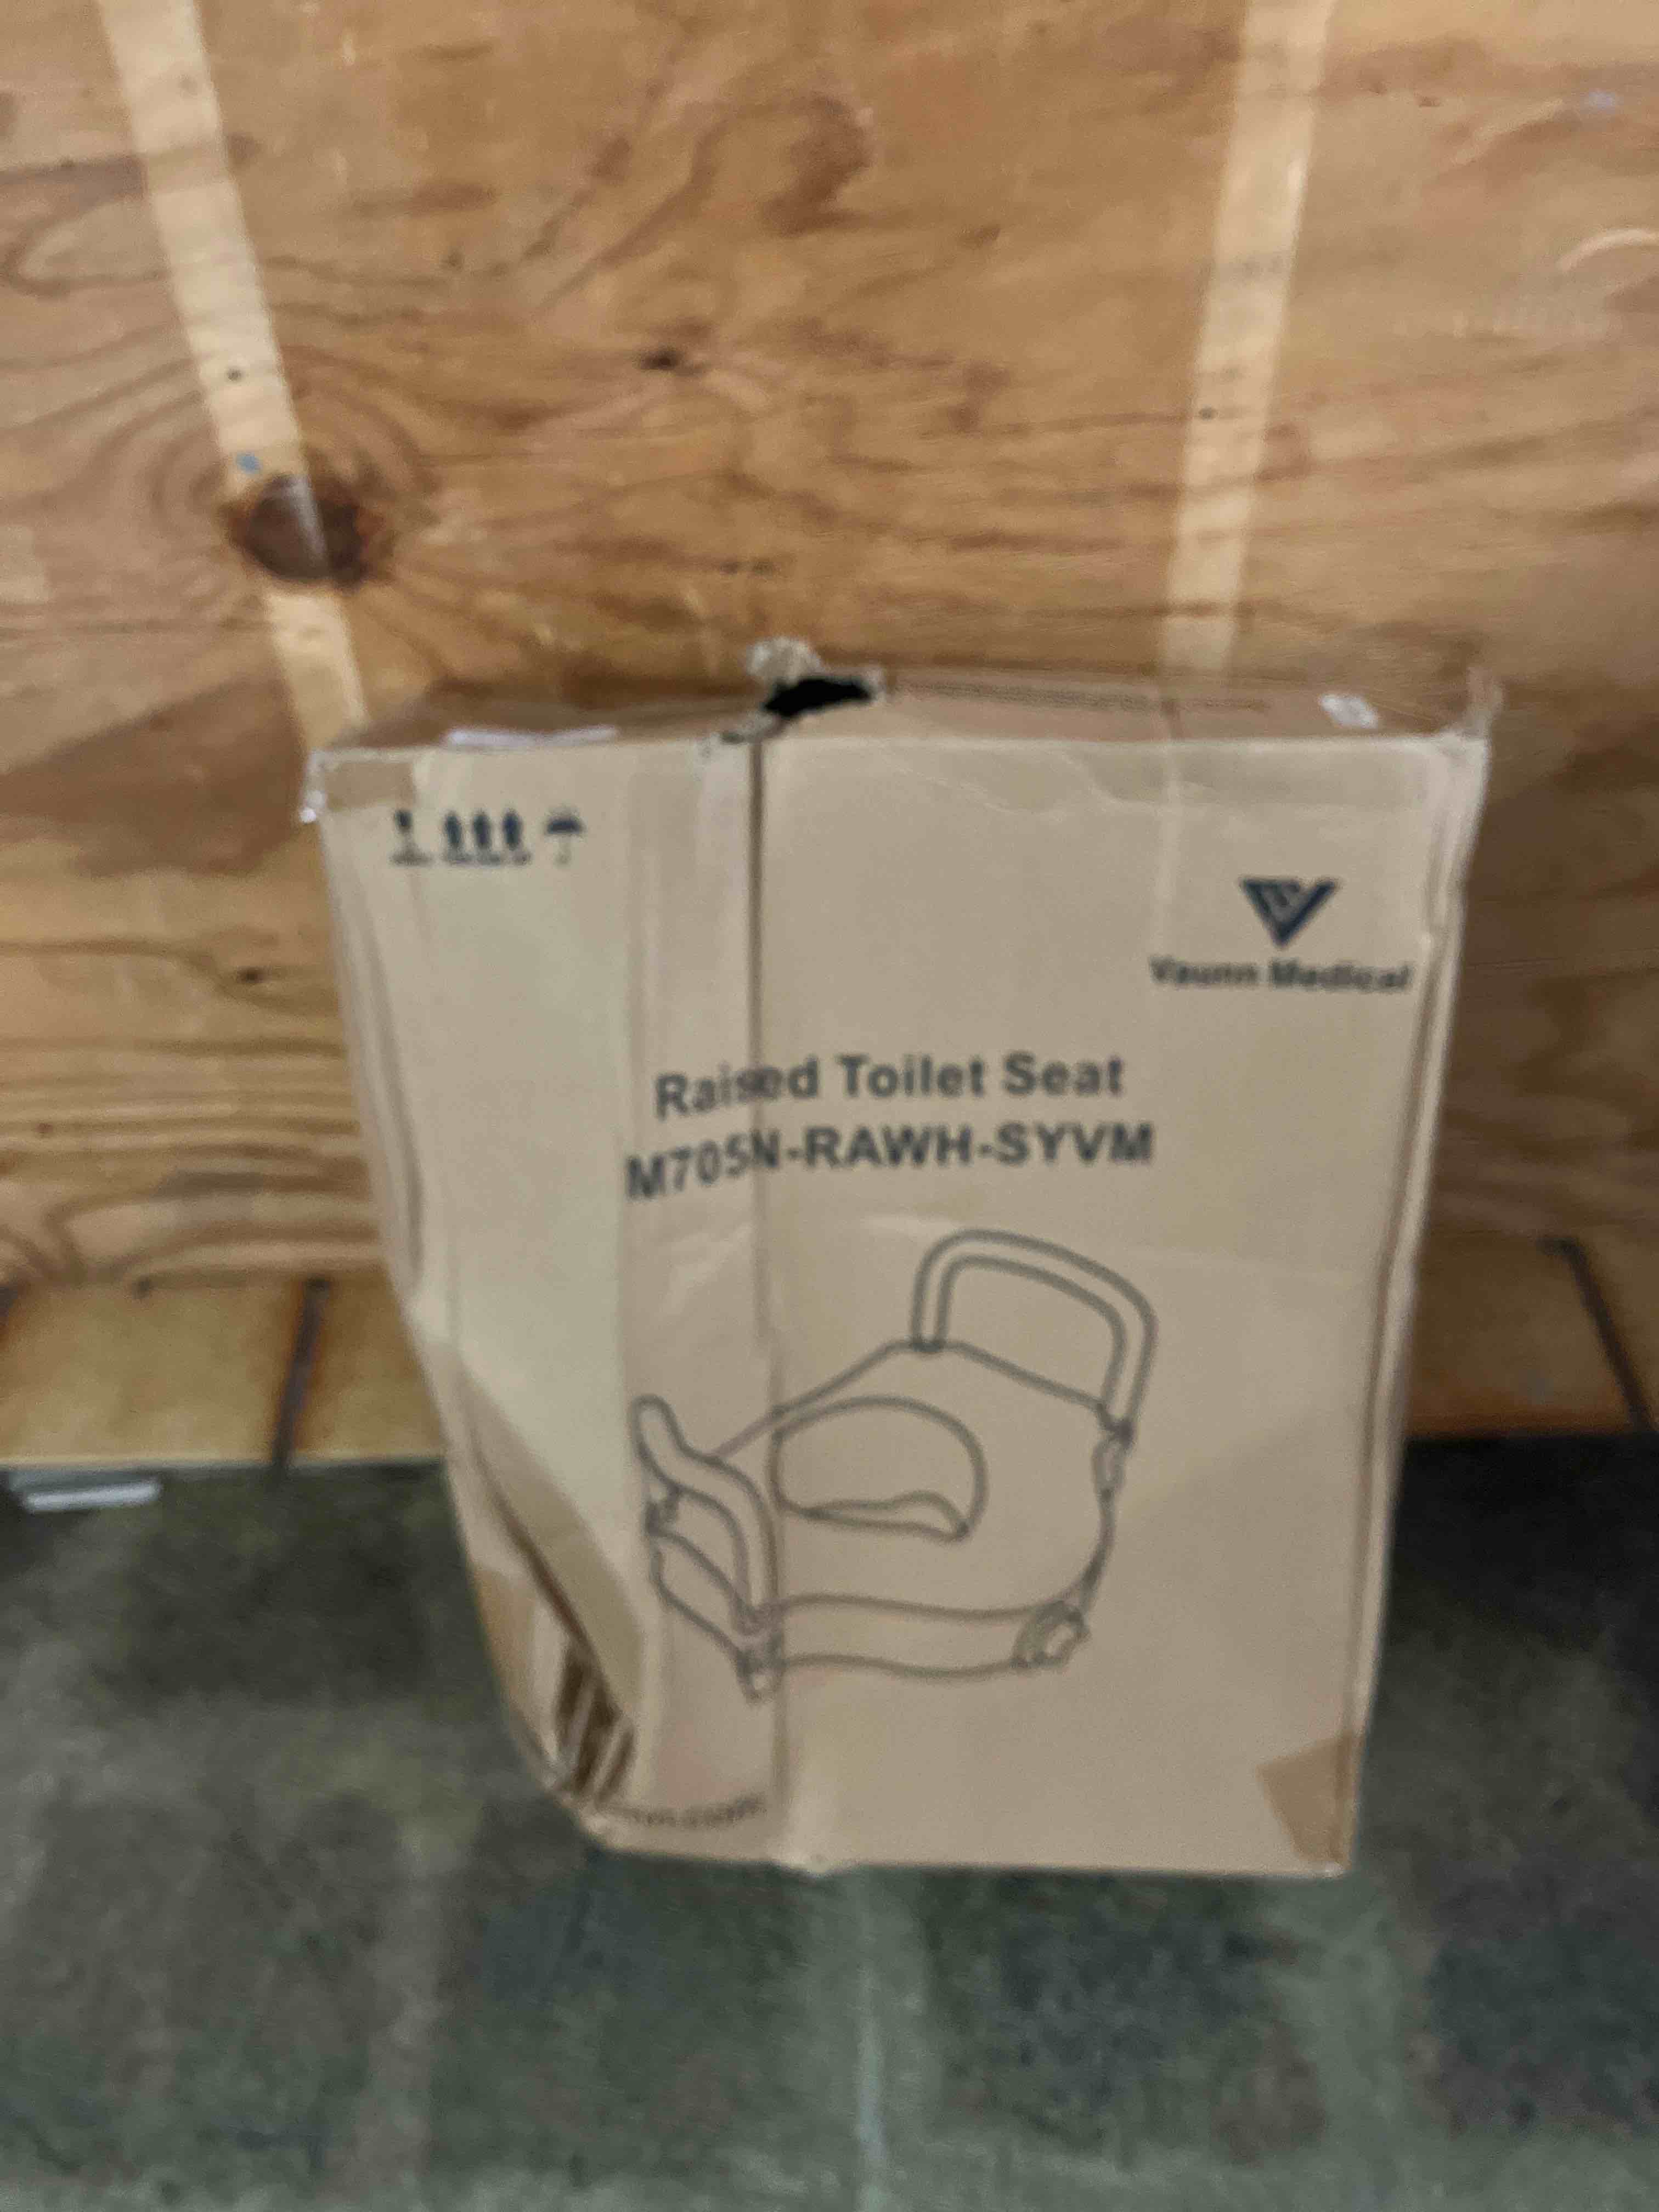 Vaunn Medical
Raised Toilet Seat
M705N-RAWH-SYVM